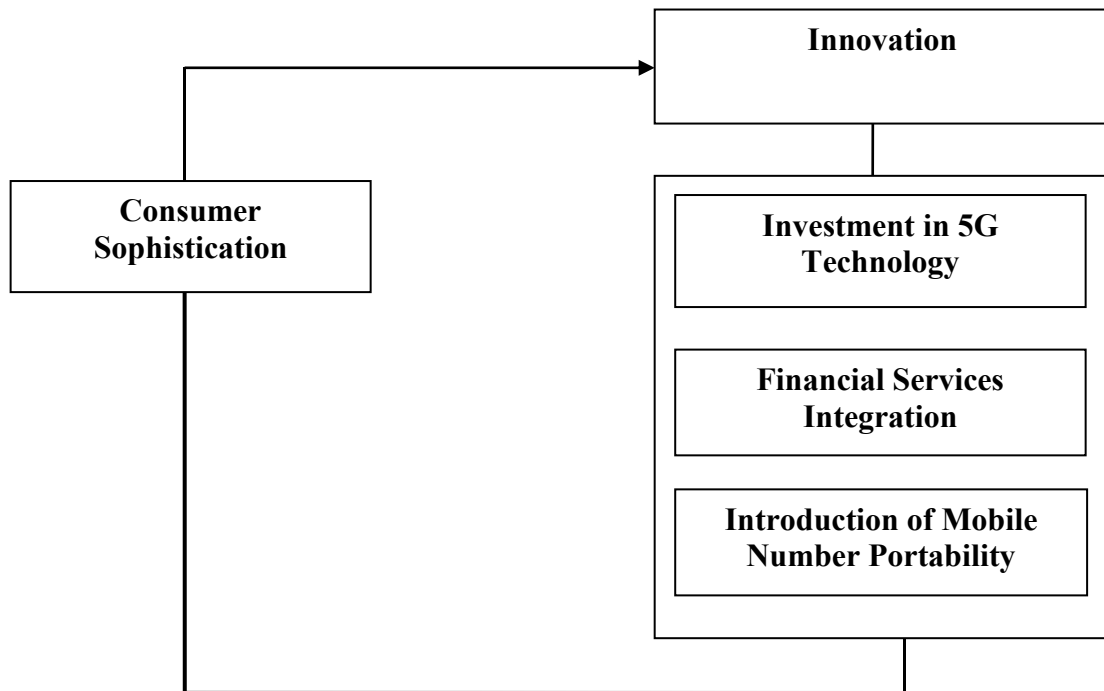 Innovation
Consumer
Sophistication
Investment in 5G
Technology
Financial Services
Integration
Introduction of Mobile
Number Portability